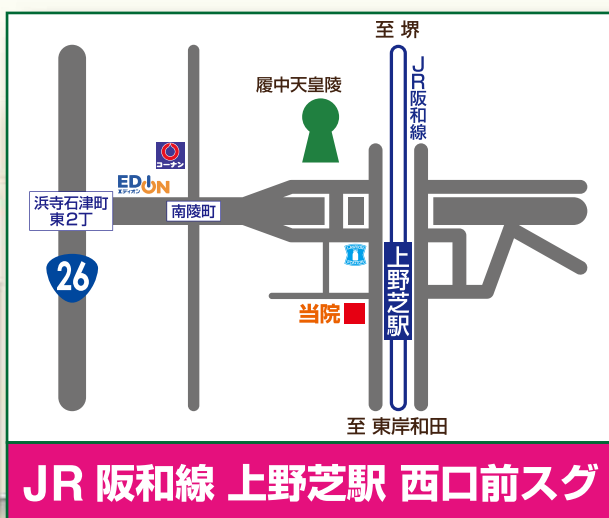 至 堺
JR阪和線
履中天皇陵
コーナン
EDION
エディオン
浜寺石津町
東2丁
南陵町
26
上野芝駅
当院
至 東岸和田
JR 阪和線 上野芝駅 西口前スグ